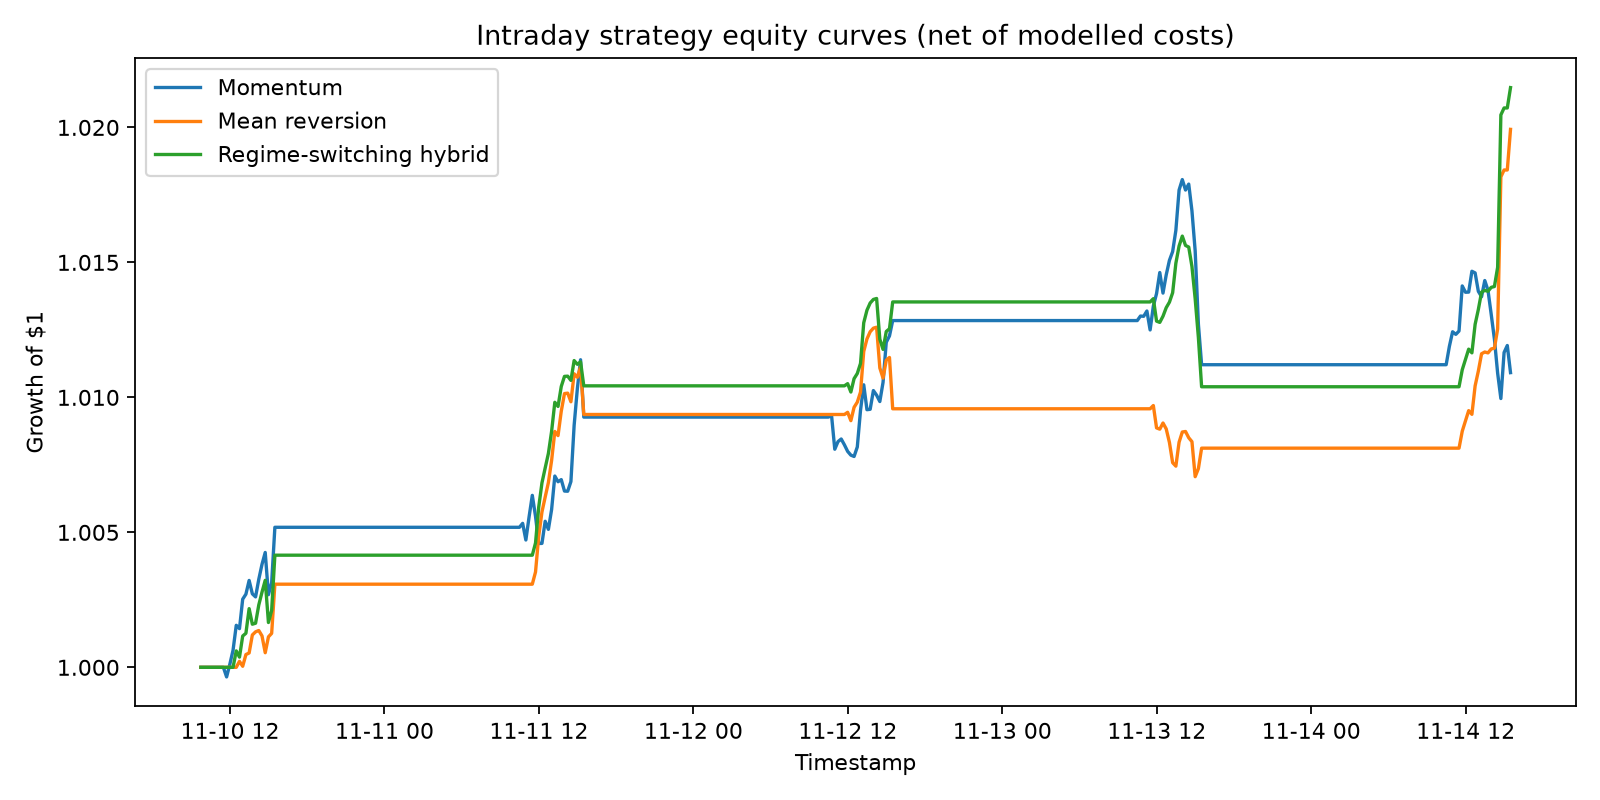 Intraday strategy equity curves (net of modelled costs)
Momentum
Mean reversion
Regime-switching hybrid
1.020
1.015
1.010
1.005
1.000
Growth of $1
11-10 12
11-11 00
11-11 12
11-12 00
11-12 12
11-13 00
11-13 12
11-14 00
11-14 12
Timestamp